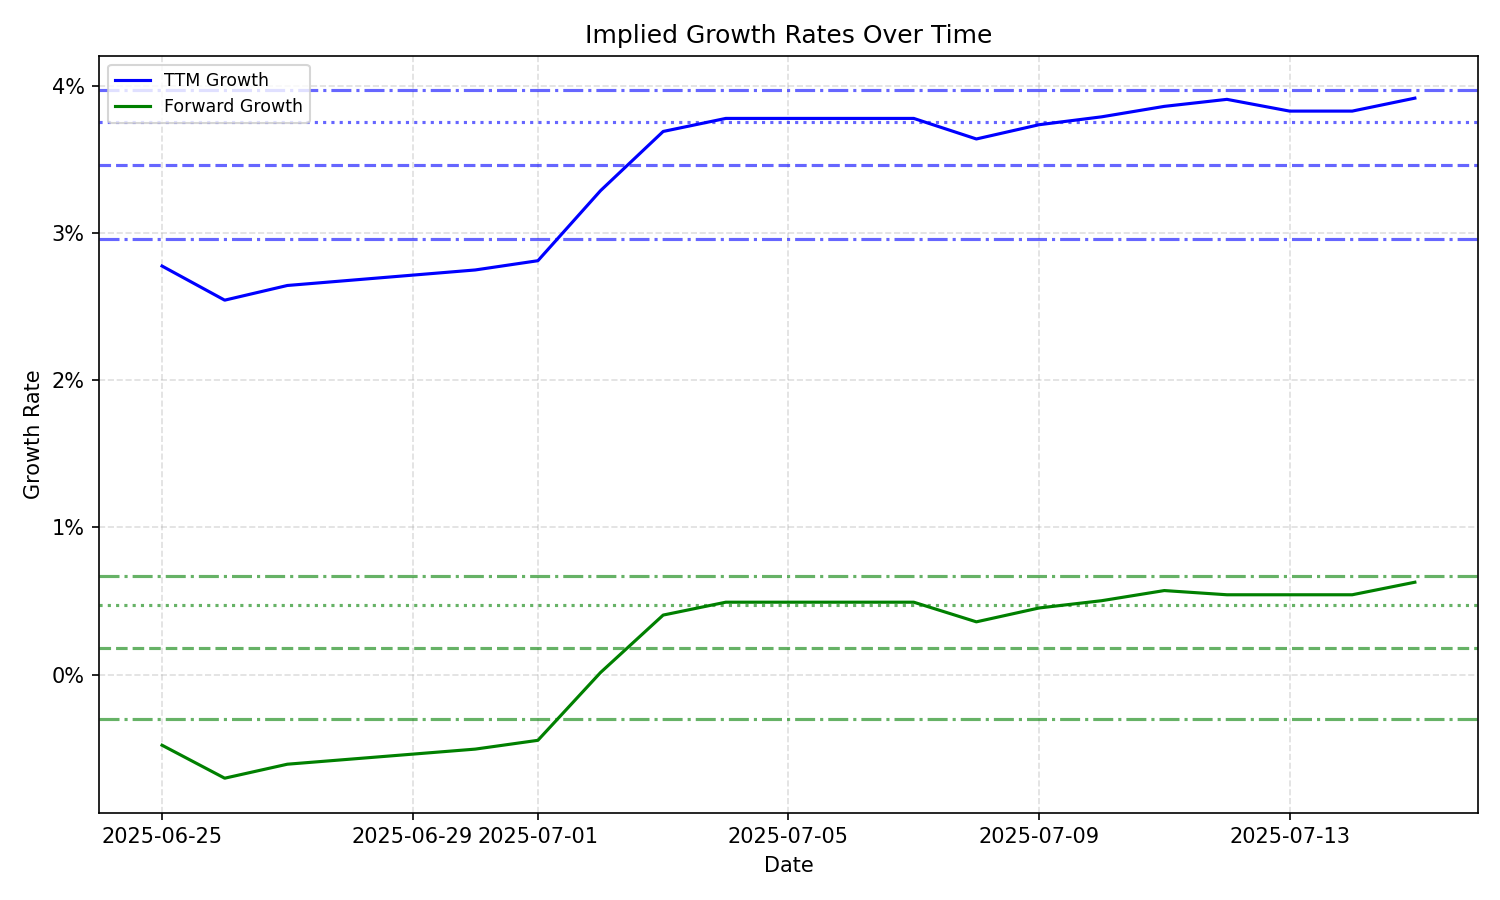 Implied Growth Rates Over Time
TTM Growth
Forward Growth
Growth Rate
4%
3%
2%
1%
0%
2025-06-25 2025-06-29 2025-07-01 2025-07-05 2025-07-09 2025-07-13
Date